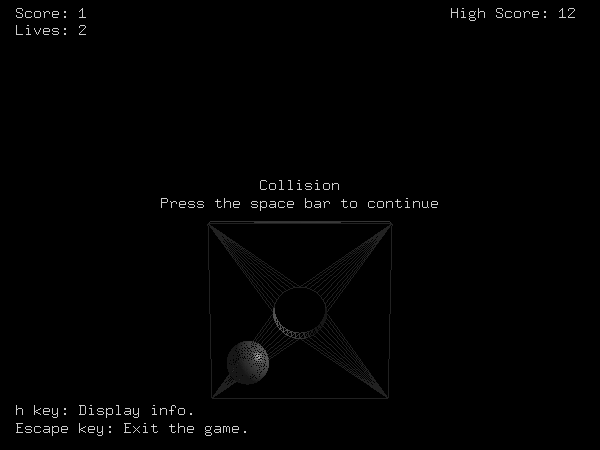 Score: 1
High Score: 12
Lives: 2
Collision
Press the space bar to continue
h key: Display info.
Escape key: Exit the game.